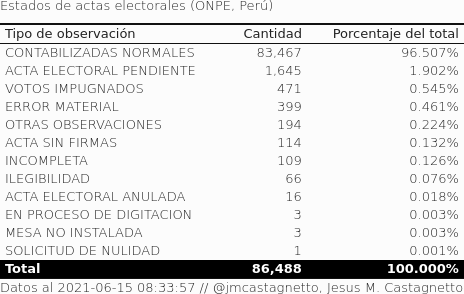 Estados de actas electorales (ONPE, Perú)
Tipo de observación Cantidad Porcentaje del total
CONTABILIZADAS NORMALES 83,467 96.507%
ACTA ELECTORAL PENDIENTE 1,645 1.902%
VOTOS IMPUGNADOS 471 0.545%
ERROR MATERIAL 399 0.461%
OTRAS OBSERVACIONES 194 0.224%
ACTA SIN FIRMAS 114 0.132%
INCOMPLETA 109 0.126%
ILEGIBILIDAD 66 0.076%
ACTA ELECTORAL ANULADA 16 0.018%
EN PROCESO DE DIGITACION 3 0.003%
MESA NO INSTALADA 3 0.003%
SOLICITUD DE NULIDAD 1 0.001%
Total 86,488 100.000%
Datos al 2021-06-15 08:33:57 // @jmcastagnetto, Jesus M. Castagnetto